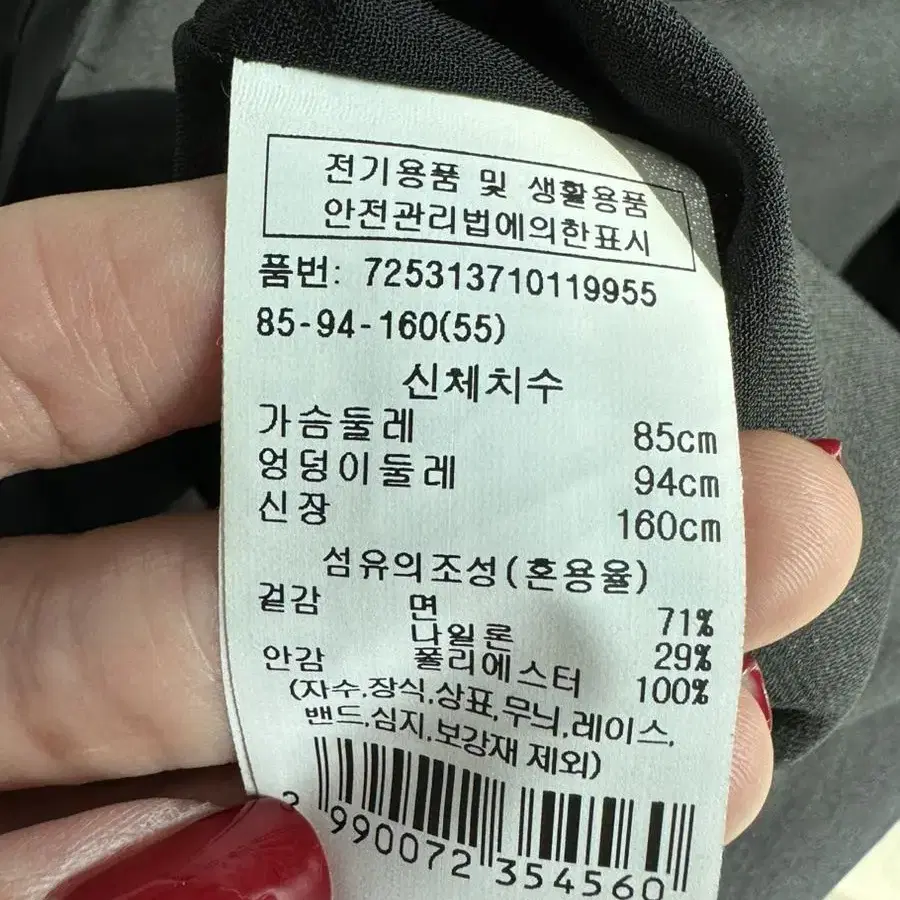 전기용품 및 생활용품
안전관리법에의한표시
품번: 725313710119955
85-94-160(55)
신체치수
가슴둘레 85cm
엉덩이둘레 94cm
신장 160cm
섬유의조성(혼용율)
겉감 면 71%
나일론 29%
안감 폴리에스터 100%
(자수,장식,상표,무늬,레이스,
밴드,심지,보강재 제외)
2 990072 354560